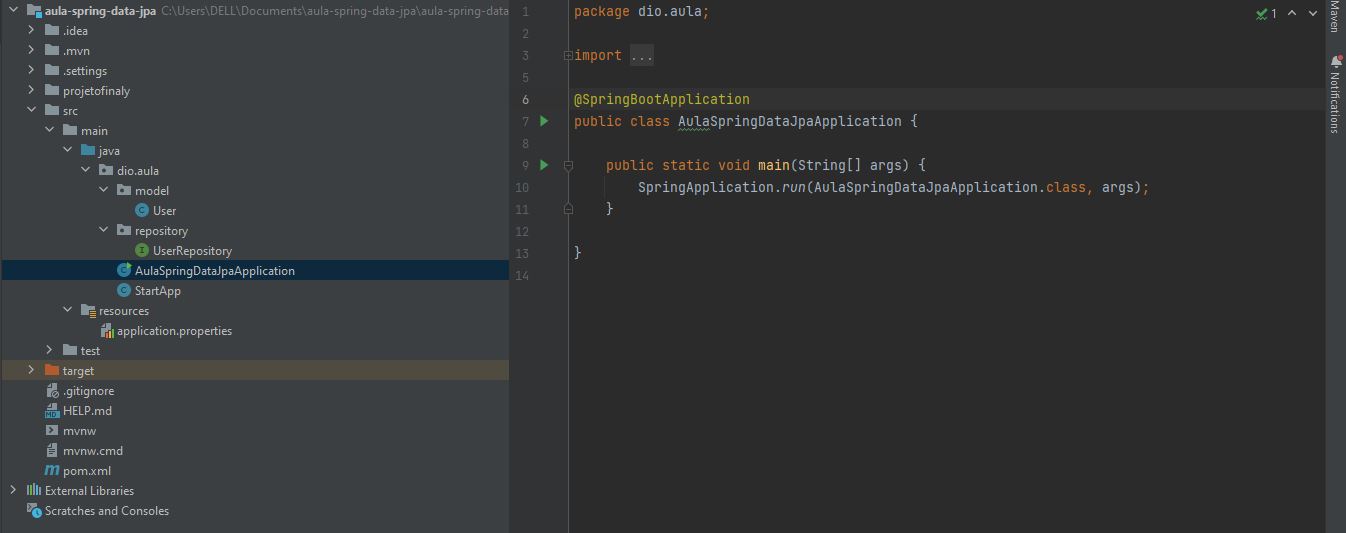 aula-spring-data-jpa C:\Users\DELL\Documents\aula-spring-data-jpa\aula-spring-data
.idea
.mvn
.settings
projetofinaly
src
main
java
dio.aula
model
User
repository
UserRepository
AulaSpringDataJpaApplication
StartApp
resources
application.properties
test
target
.gitignore
HELP.md
mvnw
mvnw.cmd
pom.xml
External Libraries
Scratches and Consoles
1 package dio.aula;
2
3 import ...
5
6 @SpringBootApplication
7 public class AulaSpringDataJpaApplication {
8
9 public static void main(String[] args) {
10 SpringApplication.run(AulaSpringDataJpaApplication.class, args);
11 }
12
13 }
14
1
Maven
Notifications